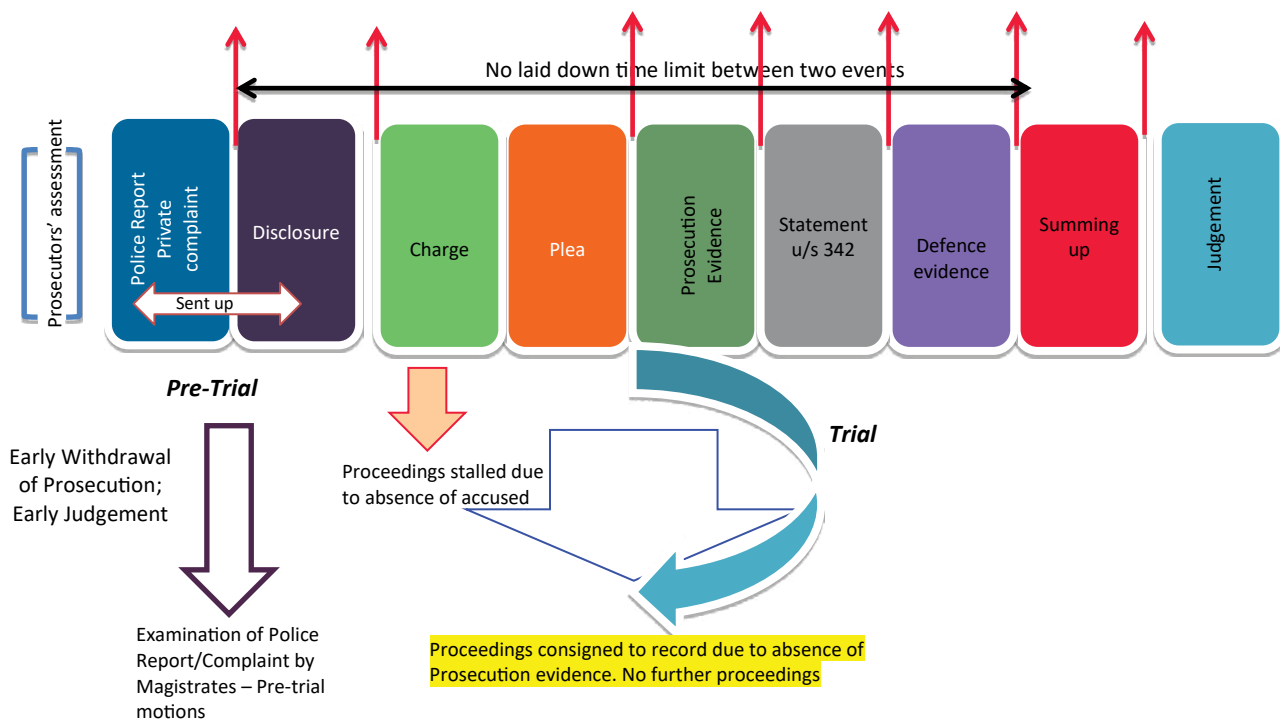 No laid down time limit between two events
Prosecutors’ assessment
Police Report
Private
complaint
Disclosure
Sent up
Charge
Plea
Prosecution
Evidence
Statement
u/s 342
Defence
evidence
Summing
up
Judgement
Pre-Trial
Early Withdrawal
of Prosecution;
Early Judgement
Proceedings stalled due
to absence of accused
Trial
Examination of Police
Report/Complaint by
Magistrates – Pre-trial
motions
Proceedings consigned to record due to absence of
Prosecution evidence. No further proceedings